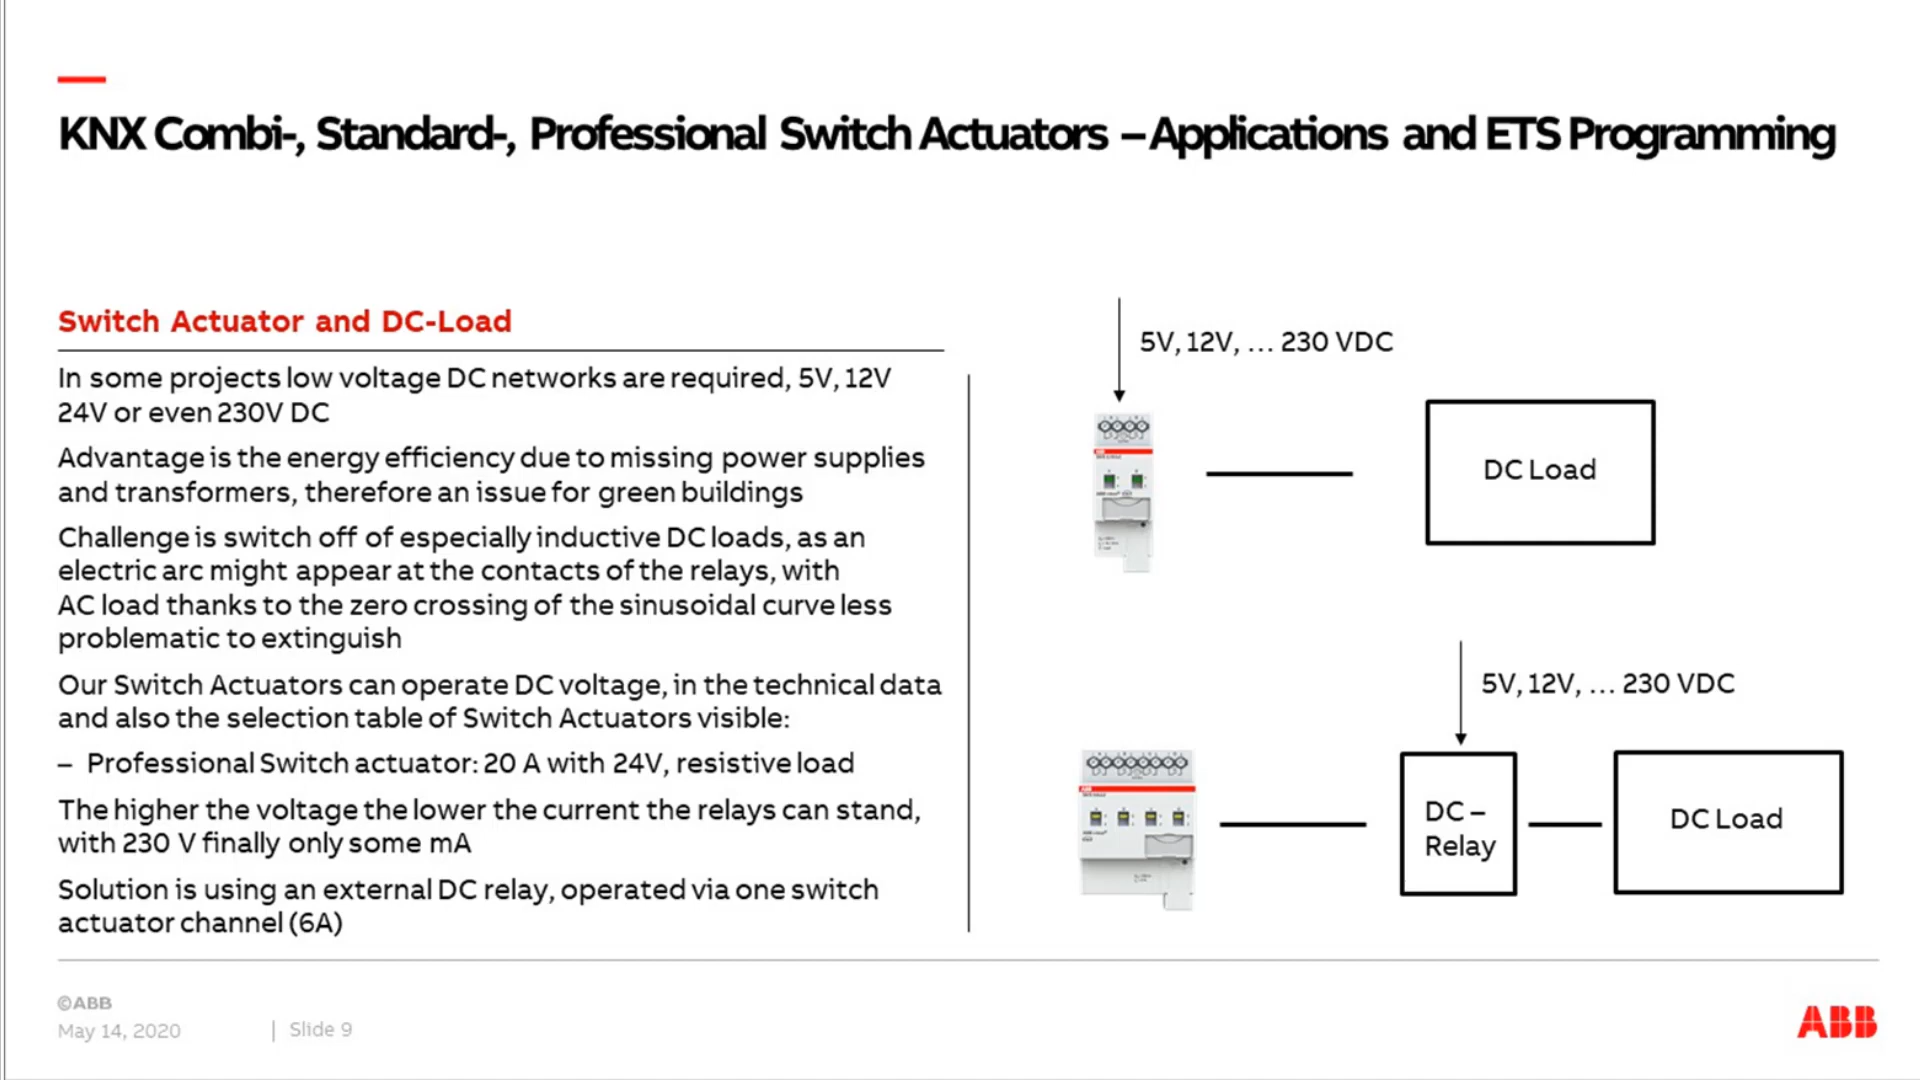 KNX Combi-, Standard-, Professional Switch Actuators – Applications and ETS Programming
Switch Actuator and DC-Load
In some projects low voltage DC networks are required, 5V, 12V
24V or even 230V DC
Advantage is the energy efficiency due to missing power supplies
and transformers, therefore an issue for green buildings
Challenge is switch off of especially inductive DC loads, as an
electric arc might appear at the contacts of the relays, with
AC load thanks to the zero crossing of the sinusoidal curve less
problematic to extinguish
Our Switch Actuators can operate DC voltage, in the technical data
and also the selection table of Switch Actuators visible:
– Professional Switch actuator: 20 A with 24V, resistive load
The higher the voltage the lower the current the relays can stand,
with 230 V finally only some mA
Solution is using an external DC relay, operated via one switch
actuator channel (6A)
5V, 12V, … 230 VDC
DC Load
5V, 12V, … 230 VDC
DC –
Relay
DC Load
©ABB
May 14, 2020 | Slide 9
ABB